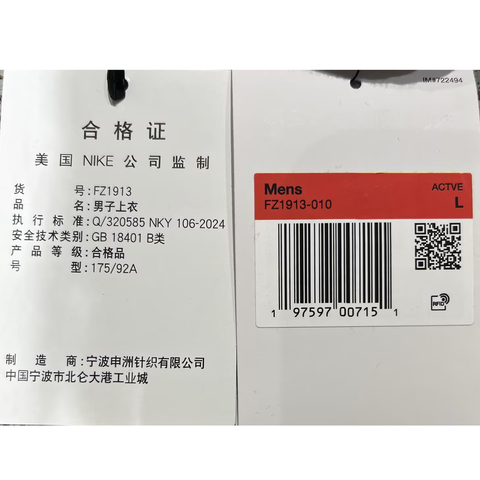 合格证
美国 NIKE 公司监制
货 号:FZ1913
品 名:男子上衣
执行标准:Q/320585 NKY 106-2024
安全技术类别:GB 18401 B类
产品等级:合格品
号 型:175/92A
制造商:宁波申洲针织有限公司
中国宁波市北仑大港工业城
IM#722494
Mens ACTVE
FZ1913-010 L
RFID
1 97597 00715 1